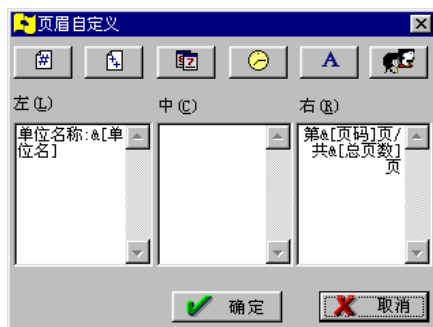 页眉自定义
# A
左(L) 中(C) 右(R)
单位名称:&[单
位名]
第&[页码]页/
共&[总页数]
页
确定 取消